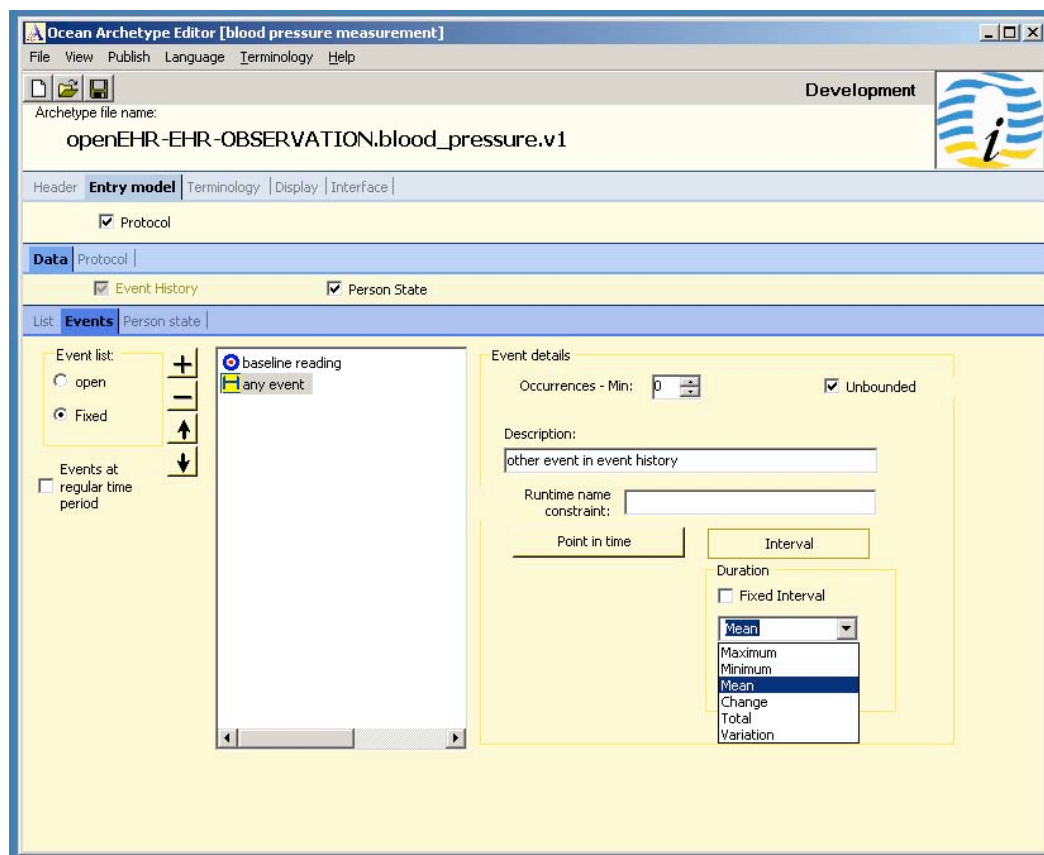 Ocean Archetype Editor [blood pressure measurement]
File View Publish Language Terminology Help
Development
Archetype file name:
openEHR-EHR-OBSERVATION.blood_pressure.v1
i
Header Entry model Terminology Display Interface
Protocol
Data Protocol
Event History Person State
List Events Person state
Event list:
open
Fixed
Events at
regular time
period
baseline reading
any event
Event details
Occurrences - Min: 0 Unbounded
Description:
other event in event history
Runtime name
constraint:
Point in time Interval
Duration
Fixed Interval
Mean
Maximum
Minimum
Mean
Change
Total
Variation